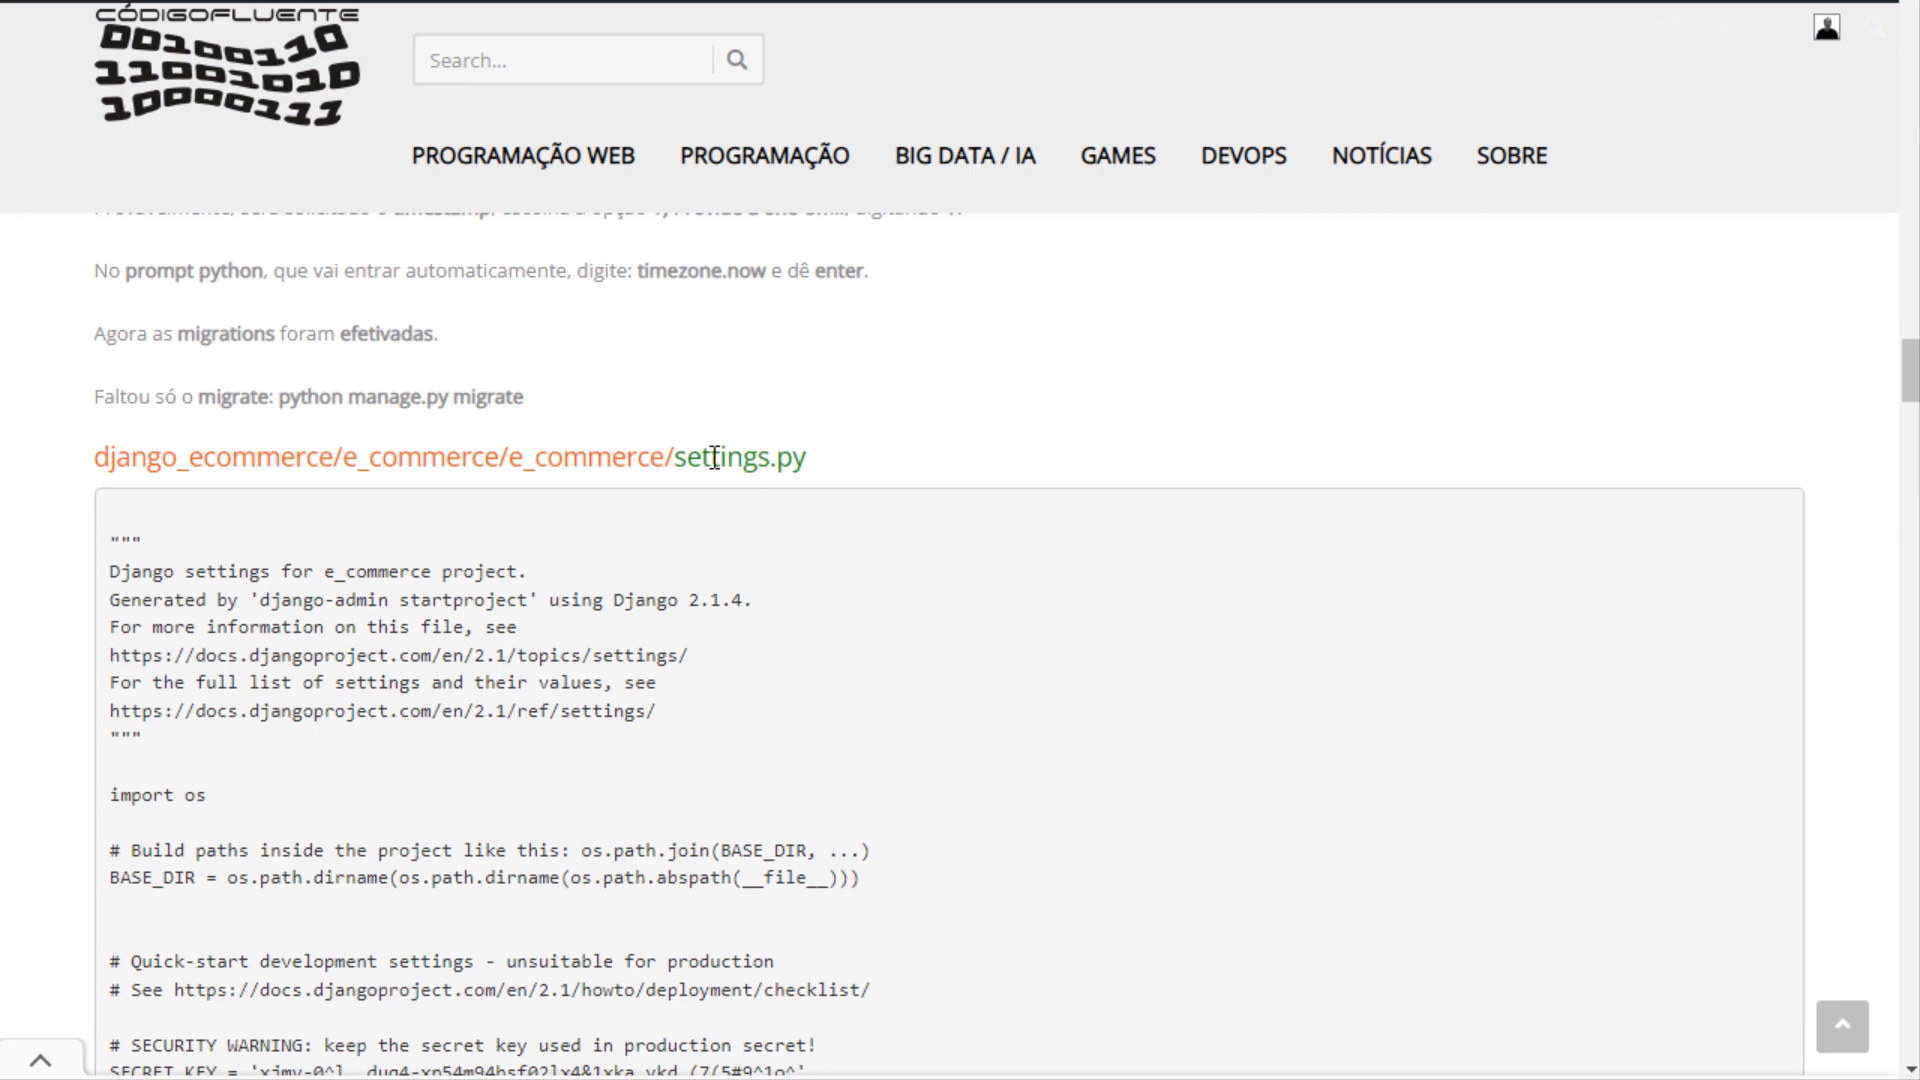 CÓDIGOFLUENTE
00100110
11001010
10000111
Search...
PROGRAMAÇÃO WEB PROGRAMAÇÃO BIG DATA / IA GAMES DEVOPS NOTÍCIAS SOBRE
No prompt python, que vai entrar automaticamente, digite: timezone.now e dê enter.
Agora as migrations foram efetivadas.
Faltou só o migrate: python manage.py migrate
django_ecommerce/e_commerce/e_commerce/settings.py
"""
Django settings for e_commerce project.
Generated by 'django-admin startproject' using Django 2.1.4.
For more information on this file, see
https://docs.djangoproject.com/en/2.1/topics/settings/
For the full list of settings and their values, see
https://docs.djangoproject.com/en/2.1/ref/settings/
"""
import os
# Build paths inside the project like this: os.path.join(BASE_DIR, ...)
BASE_DIR = os.path.dirname(os.path.dirname(os.path.abspath(__file__)))
# Quick-start development settings - unsuitable for production
# See https://docs.djangoproject.com/en/2.1/howto/deployment/checklist/
# SECURITY WARNING: keep the secret key used in production secret!
SECRET_KEY =